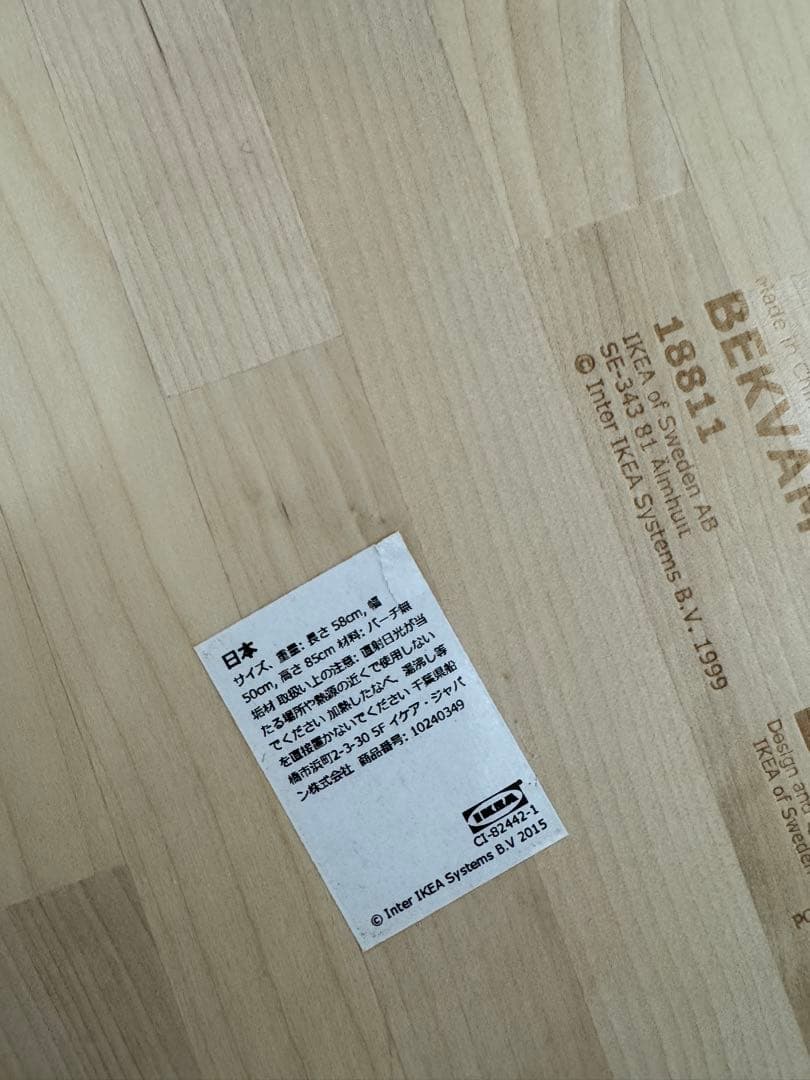 日本
サイズ、重量: 長さ 58cm, 幅
50cm, 高さ 85cm 材料: バーチ無
垢材 取扱い上の注意: 直射日光が当
たる場所や熱源の近くで使用しない
でください 加熱したなべ、湯沸し等
を直接置かないでください 千葉県船
橋市浜町2-3-30 5F イケア・ジャパ
ン株式会社 商品番号: 10240349
IKEA
CI-82442-1
© Inter IKEA Systems B.V 2015
Made in
BEKVÄM
18811
IKEA of Sweden AB
SE-343 81 Älmhult
© Inter IKEA Systems B.V. 1999
Design and
IKEA of Sweden